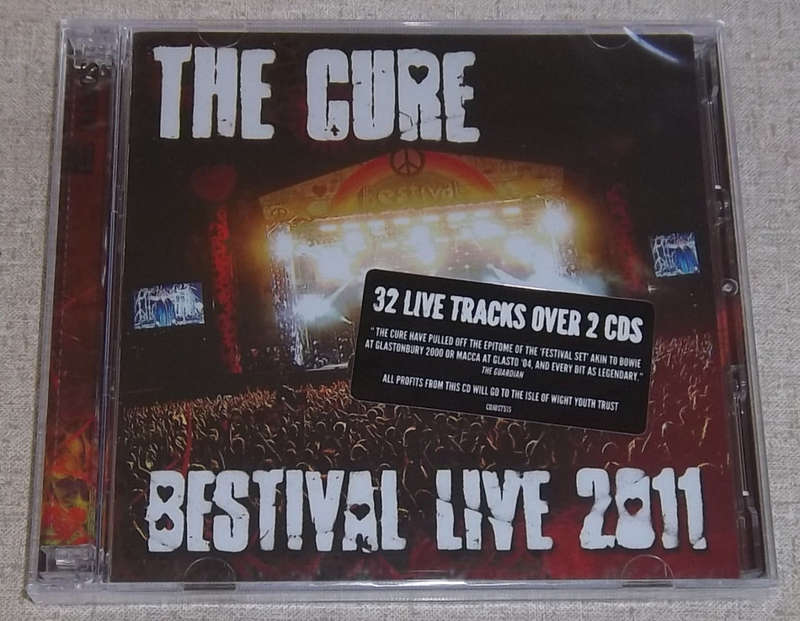 THE CURE
Bestival
32 LIVE TRACKS OVER 2 CDS
" THE CURE HAVE PULLED OFF THE EPITOME OF THE 'FESTIVAL SET' AKIN TO BOWIE
AT GLASTONBURY 2000 OR MACCA AT GLASTO '04, AND EVERY BIT AS LEGENDARY."
THE GUARDIAN
ALL PROFITS FROM THIS CD WILL GO TO THE ISLE OF WIGHT YOUTH TRUST
BESTIVAL LIVE 2011